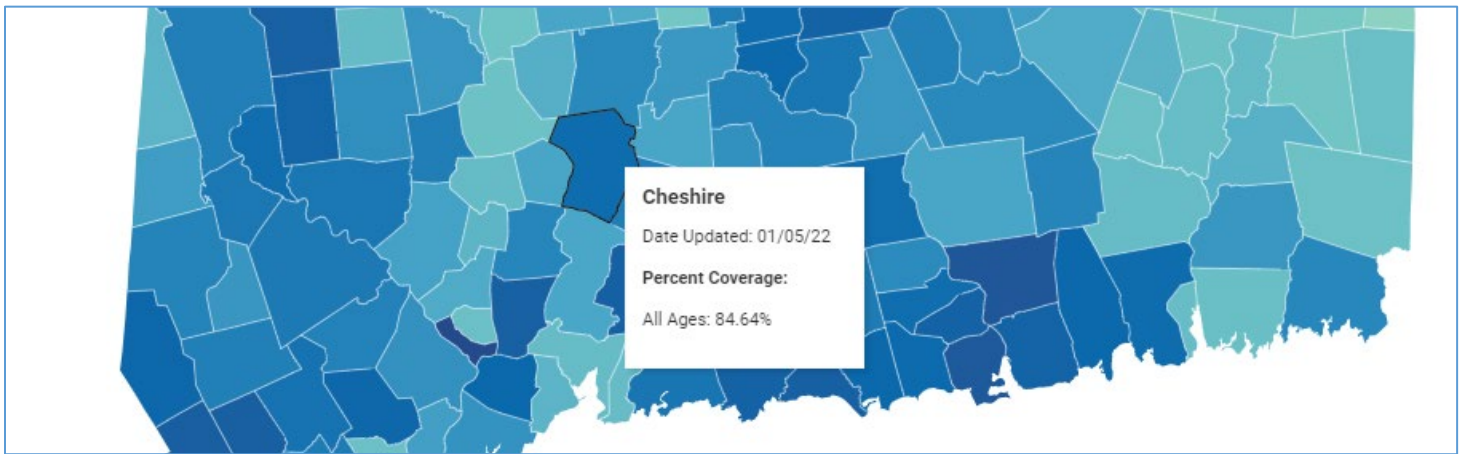 Cheshire
Date Updated: 01/05/22
Percent Coverage:
All Ages: 84.64%